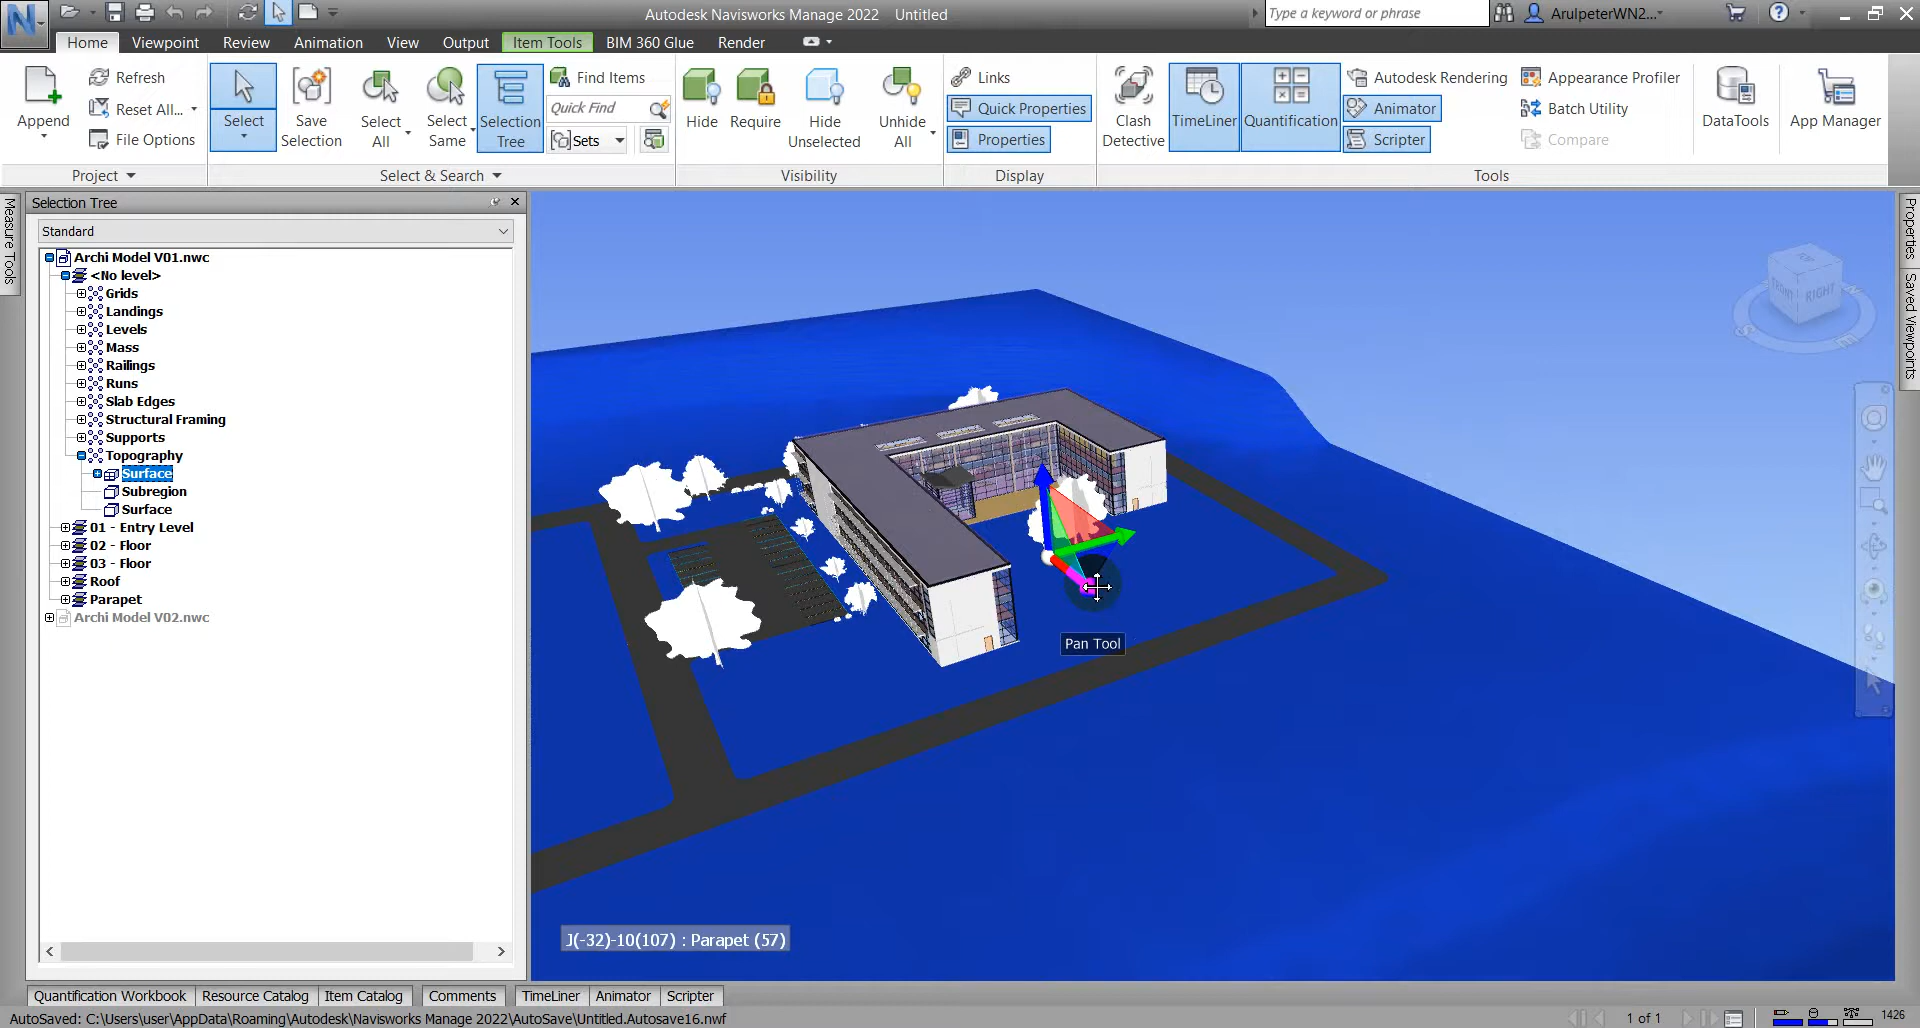 Autodesk Navisworks Manage 2022 Untitled
Type a keyword or phrase
ArulpeterWN2...
Home Viewpoint Review Animation View Output Item Tools BIM 360 Glue Render
Append
Refresh
Reset All...
File Options
Project
Select
Save Selection
Select All
Select Same
Selection Tree
Find Items
Quick Find
Sets
Select & Search
Hide
Require
Hide Unselected
Unhide All
Visibility
Links
Quick Properties
Properties
Display
Clash Detective
TimeLiner
Quantification
Autodesk Rendering
Animator
Scripter
Appearance Profiler
Batch Utility
Compare
DataTools
App Manager
Tools
Measure Tools
Selection Tree
Standard
Archi Model V01.nwc
<No level>
Grids
Landings
Levels
Mass
Railings
Runs
Slab Edges
Structural Framing
Supports
Topography
Surface
Subregion
Surface
01 - Entry Level
02 - Floor
03 - Floor
Roof
Parapet
Archi Model V02.nwc
TOP
FRONT
RIGHT
S
Pan Tool
J(-32)-10(107) : Parapet (57)
Properties
Saved Viewpoints
Quantification Workbook Resource Catalog Item Catalog Comments TimeLiner Animator Scripter
AutoSaved: C:\Users\user\AppData\Roaming\Autodesk\Navisworks Manage 2022\AutoSave\Untitled.Autosave16.nwf
1 of 1
1426